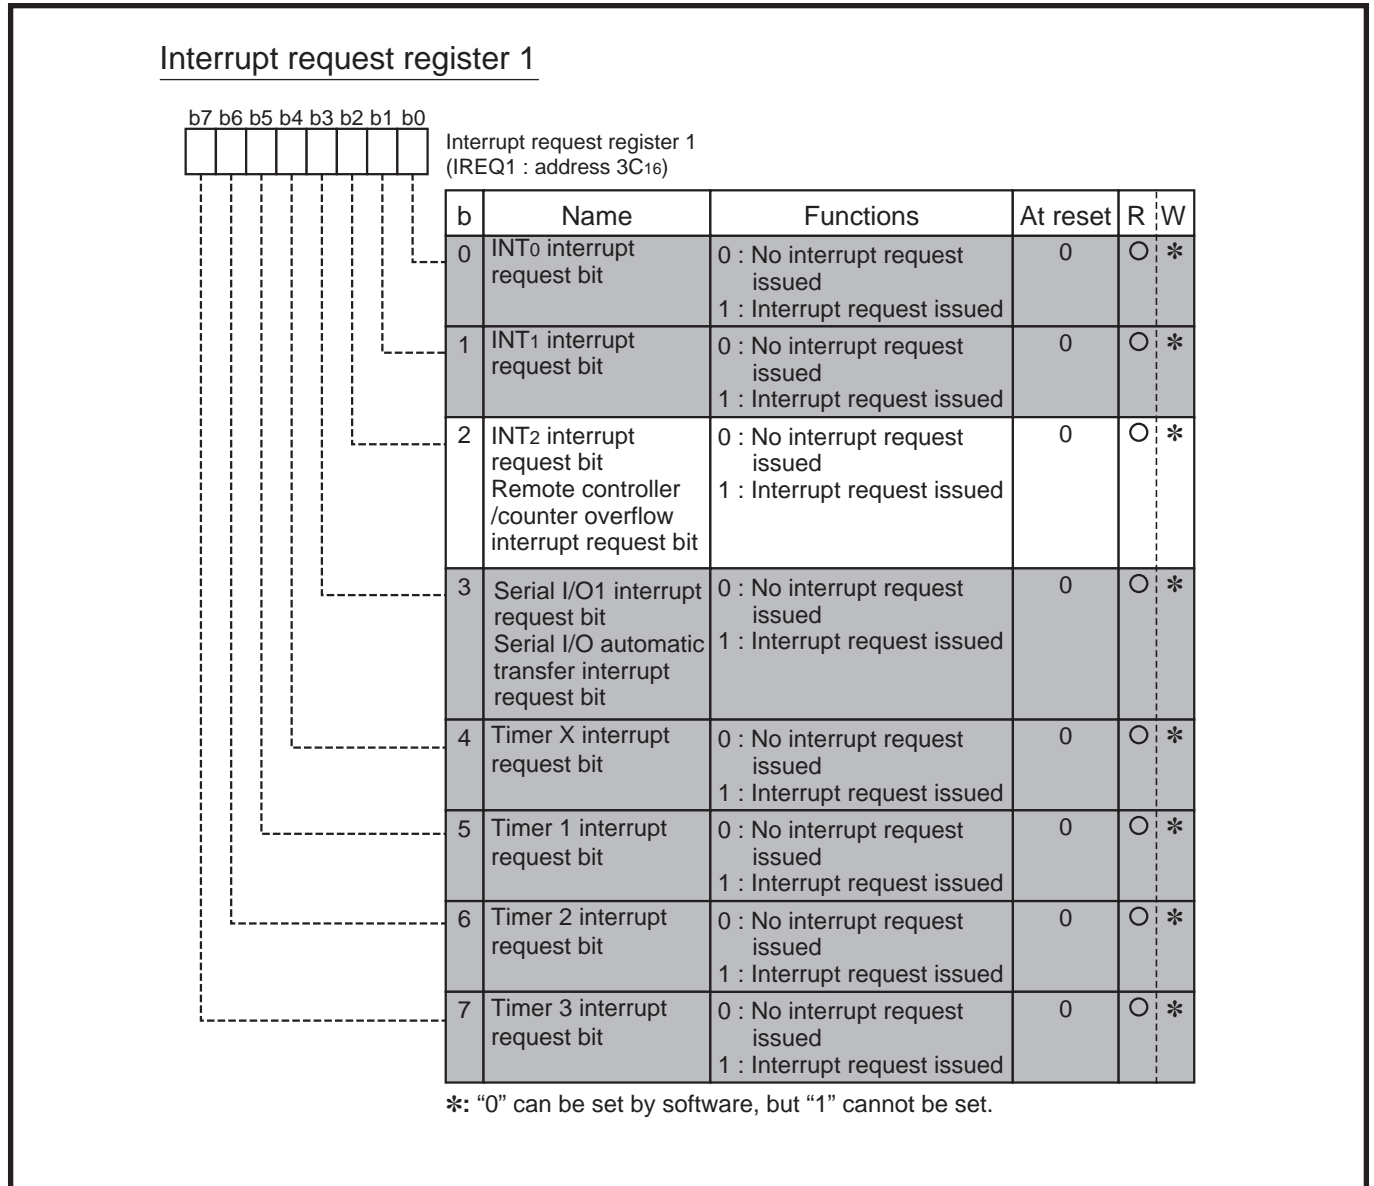 Interrupt request register 1
b7 b6 b5 b4 b3 b2 b1 b0
Interrupt request register 1
(IREQ1 : address 3C16)
b Name Functions At reset R W
0 INT0 interrupt request bit 0 : No interrupt request issued 1 : Interrupt request issued 0 O ✻
1 INT1 interrupt request bit 0 : No interrupt request issued 1 : Interrupt request issued 0 O ✻
2 INT2 interrupt request bit Remote controller /counter overflow interrupt request bit 0 : No interrupt request issued 1 : Interrupt request issued 0 O ✻
3 Serial I/O1 interrupt request bit Serial I/O automatic transfer interrupt request bit 0 : No interrupt request issued 1 : Interrupt request issued 0 O ✻
4 Timer X interrupt request bit 0 : No interrupt request issued 1 : Interrupt request issued 0 O ✻
5 Timer 1 interrupt request bit 0 : No interrupt request issued 1 : Interrupt request issued 0 O ✻
6 Timer 2 interrupt request bit 0 : No interrupt request issued 1 : Interrupt request issued 0 O ✻
7 Timer 3 interrupt request bit 0 : No interrupt request issued 1 : Interrupt request issued 0 O ✻
✻: “0” can be set by software, but “1” cannot be set.